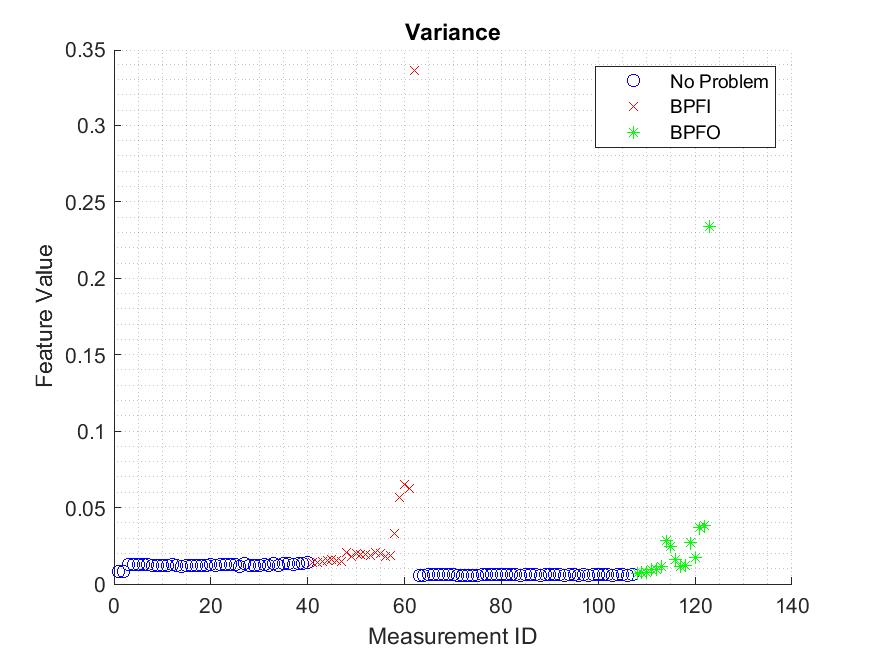 Variance
0.35
0.3
0.25
0.2
0.15
0.1
0.05
0
Feature Value
No Problem
BPFI
BPFO
0 20 40 60 80 100 120 140
Measurement ID